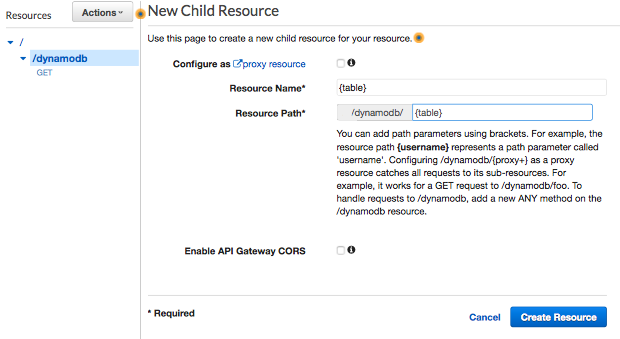 Resources
Actions
/
/dynamodb
GET
New Child Resource
Use this page to create a new child resource for your resource.
Configure as proxy resource
Resource Name* {table}
Resource Path* /dynamodb/ {table}
You can add path parameters using brackets. For example, the
resource path {username} represents a path parameter called
'username'. Configuring /dynamodb/{proxy+} as a proxy
resource catches all requests to its sub-resources. For
example, it works for a GET request to /dynamodb/foo. To
handle requests to /dynamodb, add a new ANY method on the
/dynamodb resource.
Enable API Gateway CORS
* Required
Cancel Create Resource